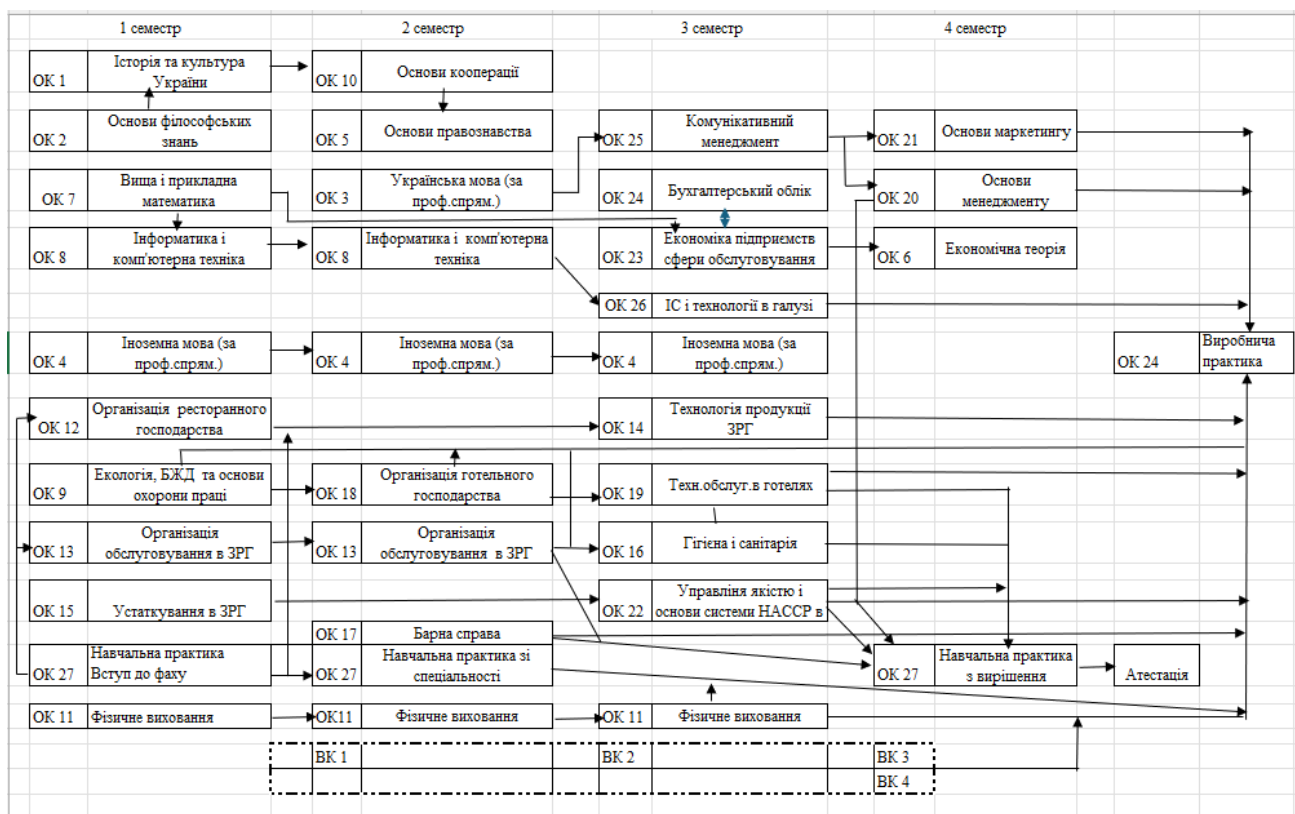 1 семестр 2 семестр 3 семестр 4 семестр
ОК 1 Історія та культура
України
ОК 10 Основи кооперації
ОК 2 Основи філософських
знань
ОК 5 Основи правознавства
ОК 25 Комунікативний
менеджмент
ОК 21 Основи маркетингу
ОК 7 Вища і прикладна
математика
ОК 3 Українська мова (за
проф.спрям.)
ОК 24 Бухгалтерський облік
ОК 20 Основи
менеджменту
ОК 8 Інформатика і
комп'ютерна техніка
ОК 8 Інформатика і комп'ютерна
техніка
ОК 23 Економіка підприємств
сфери обслуговування
ОК 6 Економічна теорія
ОК 26 ІС і технології в галузі
ОК 4 Іноземна мова (за
проф.спрям.)
ОК 4 Іноземна мова (за
проф.спрям.)
ОК 4 Іноземна мова (за
проф.спрям.)
ОК 24 Виробнича
практика
ОК 12 Організація ресторанного
господарства
ОК 14 Технологія продукції
ЗРГ
ОК 9 Екологія, БЖД та основи
охорони праці
ОК 18 Організація готельного
господарства
ОК 19 Техн.обслуг.в готелях
ОК 13 Організація
обслуговування в ЗРГ
ОК 13 Організація
обслуговування в ЗРГ
ОК 16 Гігієна і санітарія
ОК 15 Устаткування в ЗРГ
ОК 22 Управліня якістю і
основи системи НАССР в
ОК 17 Барна справа
ОК 27 Навчальна практика
Вступ до фаху
ОК 27 Навчальна практика зі
спеціальності
ОК 27 Навчальна практика
з вирішення
Атестація
ОК 11 Фізичне виховання
ОК11 Фізичне виховання
ОК 11 Фізичне виховання
ВК 1 ВК 2 ВК 3
ВК 4